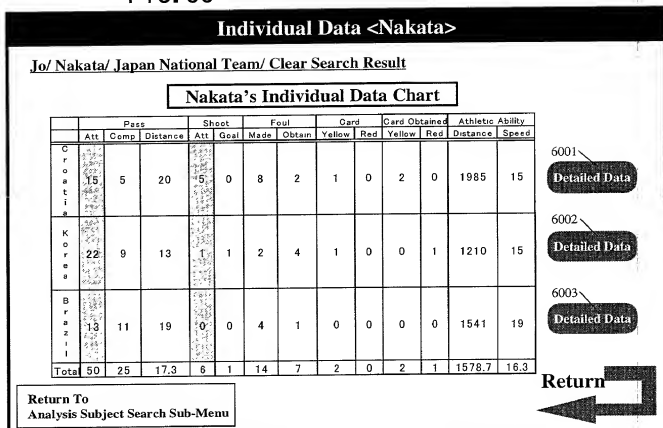 Individual Data <Nakata>
Jo/ Nakata/ Japan National Team/ Clear Search Result
Nakata's Individual Data Chart
Pass Shoot Foul Card Card Obtained Athletic Ability
Att Comp Distance Att Goal Made Obtain Yellow Red Yellow Red Distance Speed
Croatia 15 5 20 5 0 8 2 1 0 2 0 1985 15
Korea 22 9 13 1 1 2 4 1 0 0 1 1210 15
Brazil 13 11 19 0 0 4 1 0 0 0 0 1541 19
Total 50 25 17.3 6 1 14 7 2 0 2 1 1578.7 16.3
6001
Detailed Data
6002
Detailed Data
6003
Detailed Data
Return
Return To
Analysis Subject Search Sub-Menu